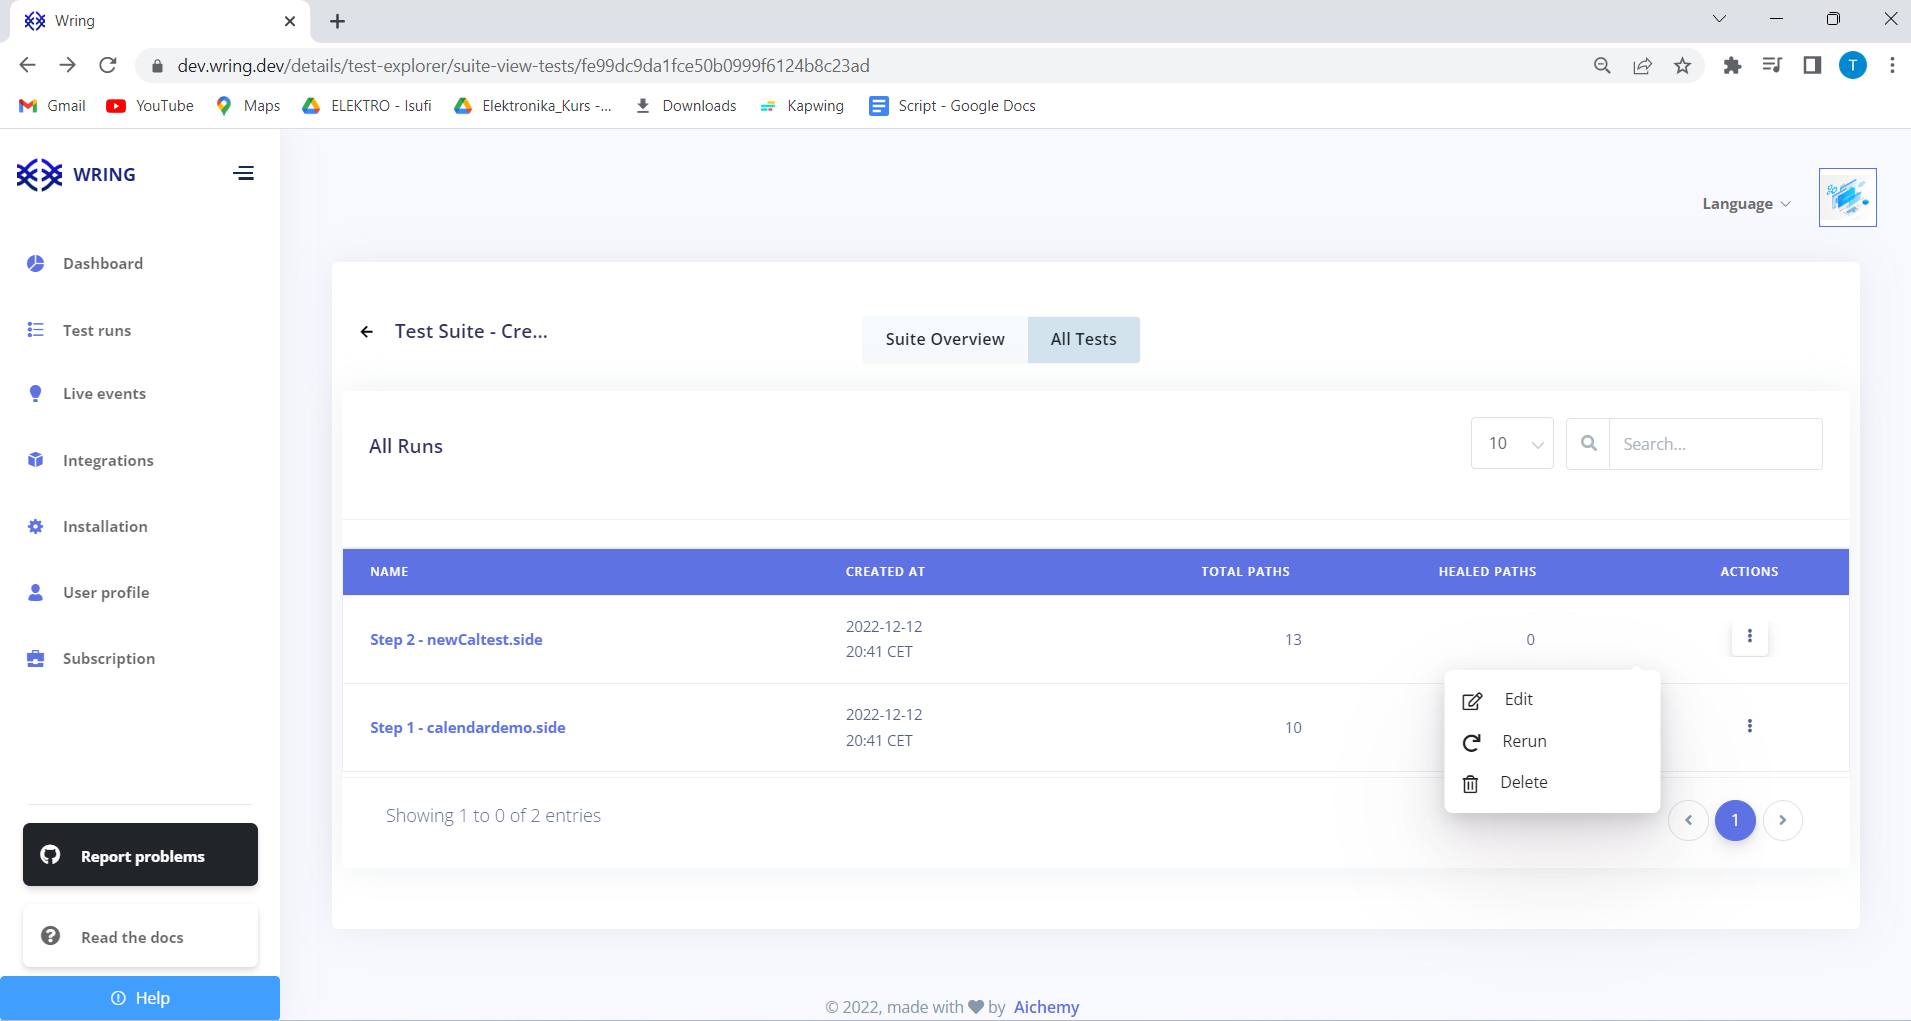 Wring
dev.wring.dev/details/test-explorer/suite-view-tests/fe99dc9da1fce50b0999f6124b8c23ad
T
Gmail
YouTube
Maps
ELEKTRO - Isufi
Elektronika_Kurs -...
Downloads
Kapwing
Script - Google Docs
WRING
Language
Dashboard
Test runs
Live events
Integrations
Installation
User profile
Subscription
Report problems
Read the docs
Help
Test Suite - Cre...
Suite Overview
All Tests
All Runs
10
Search...
NAME CREATED AT TOTAL PATHS HEALED PATHS ACTIONS
Step 2 - newCaltest.side
2022-12-12
20:41 CET
13
0
Step 1 - calendardemo.side
2022-12-12
20:41 CET
10
Edit
Rerun
Delete
Showing 1 to 0 of 2 entries
1
© 2022, made with by Aichemy